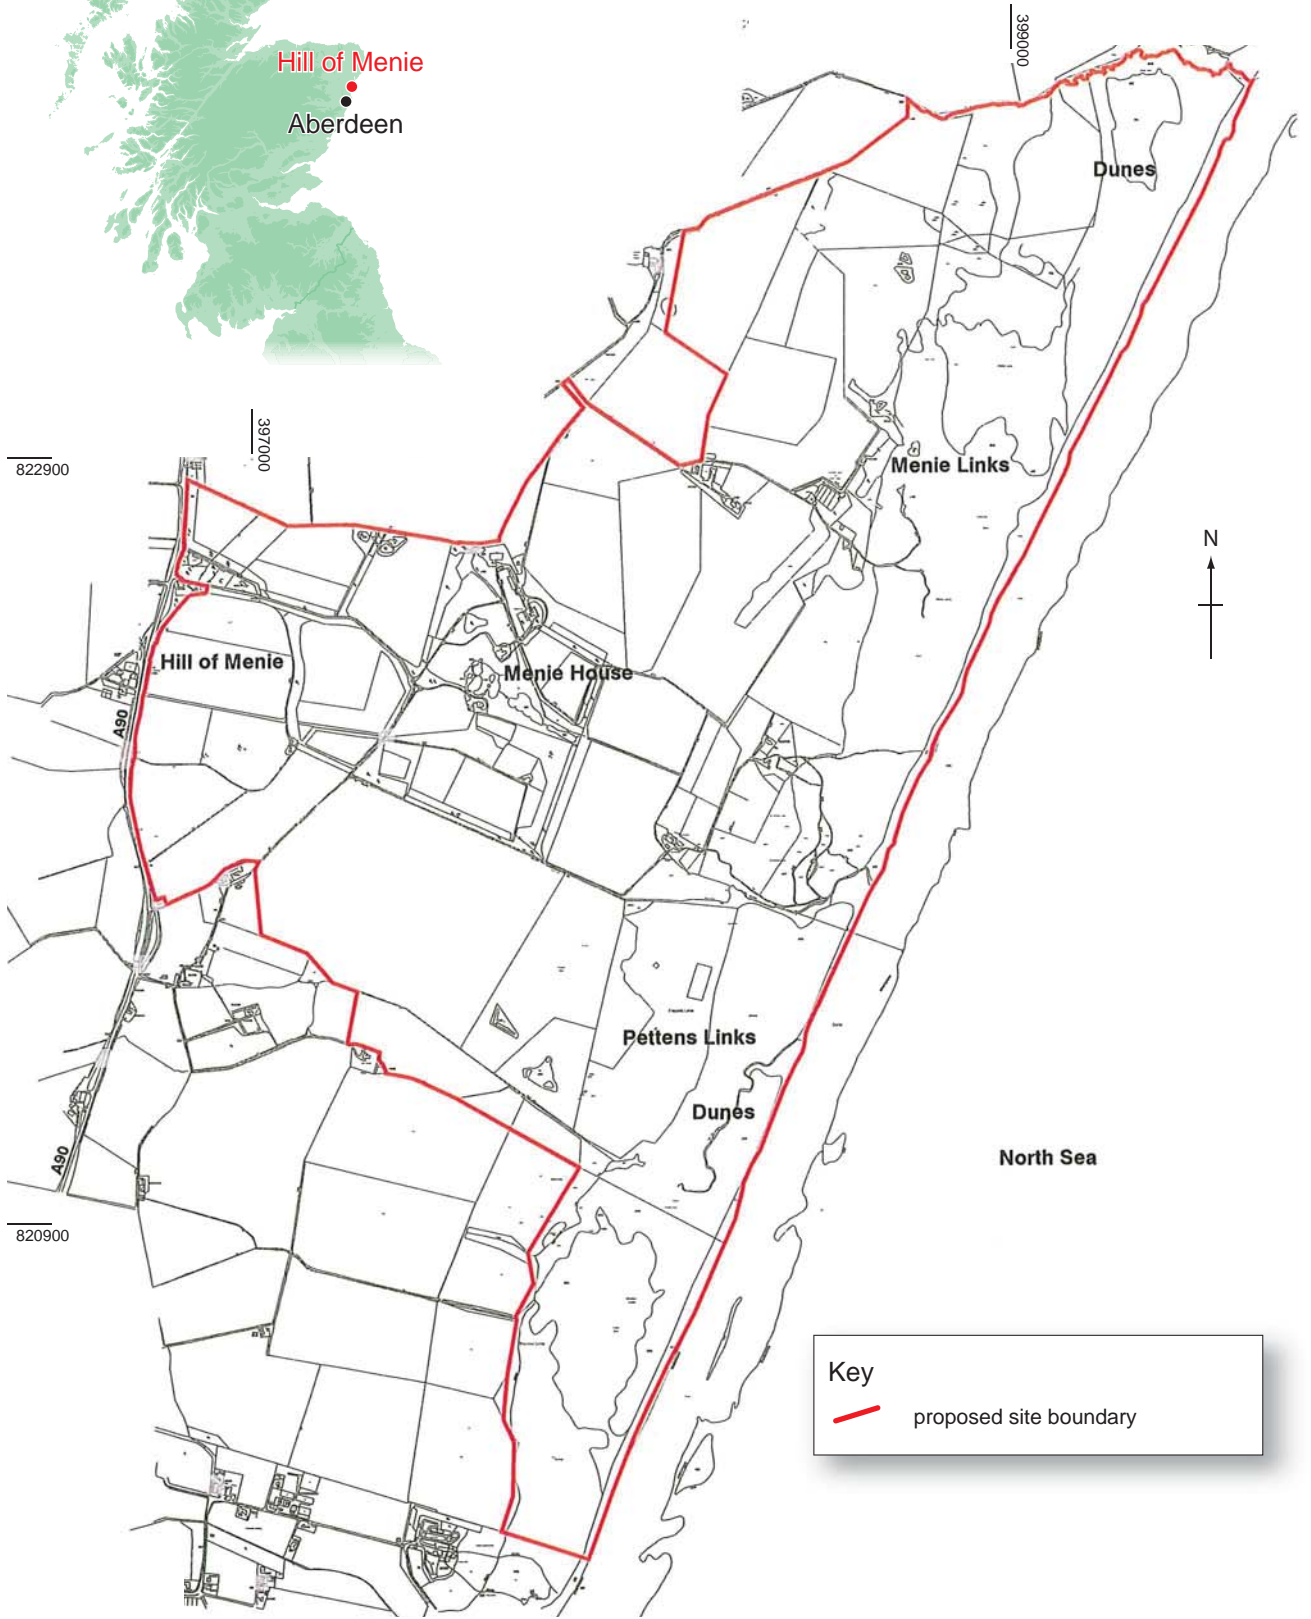 399000
Hill of Menie
Aberdeen
Dunes
397000
822900
Menie Links
N
Hill of Menie
Menie House
A90
Pettens Links
Dunes
A90
North Sea
820900
Key
proposed site boundary